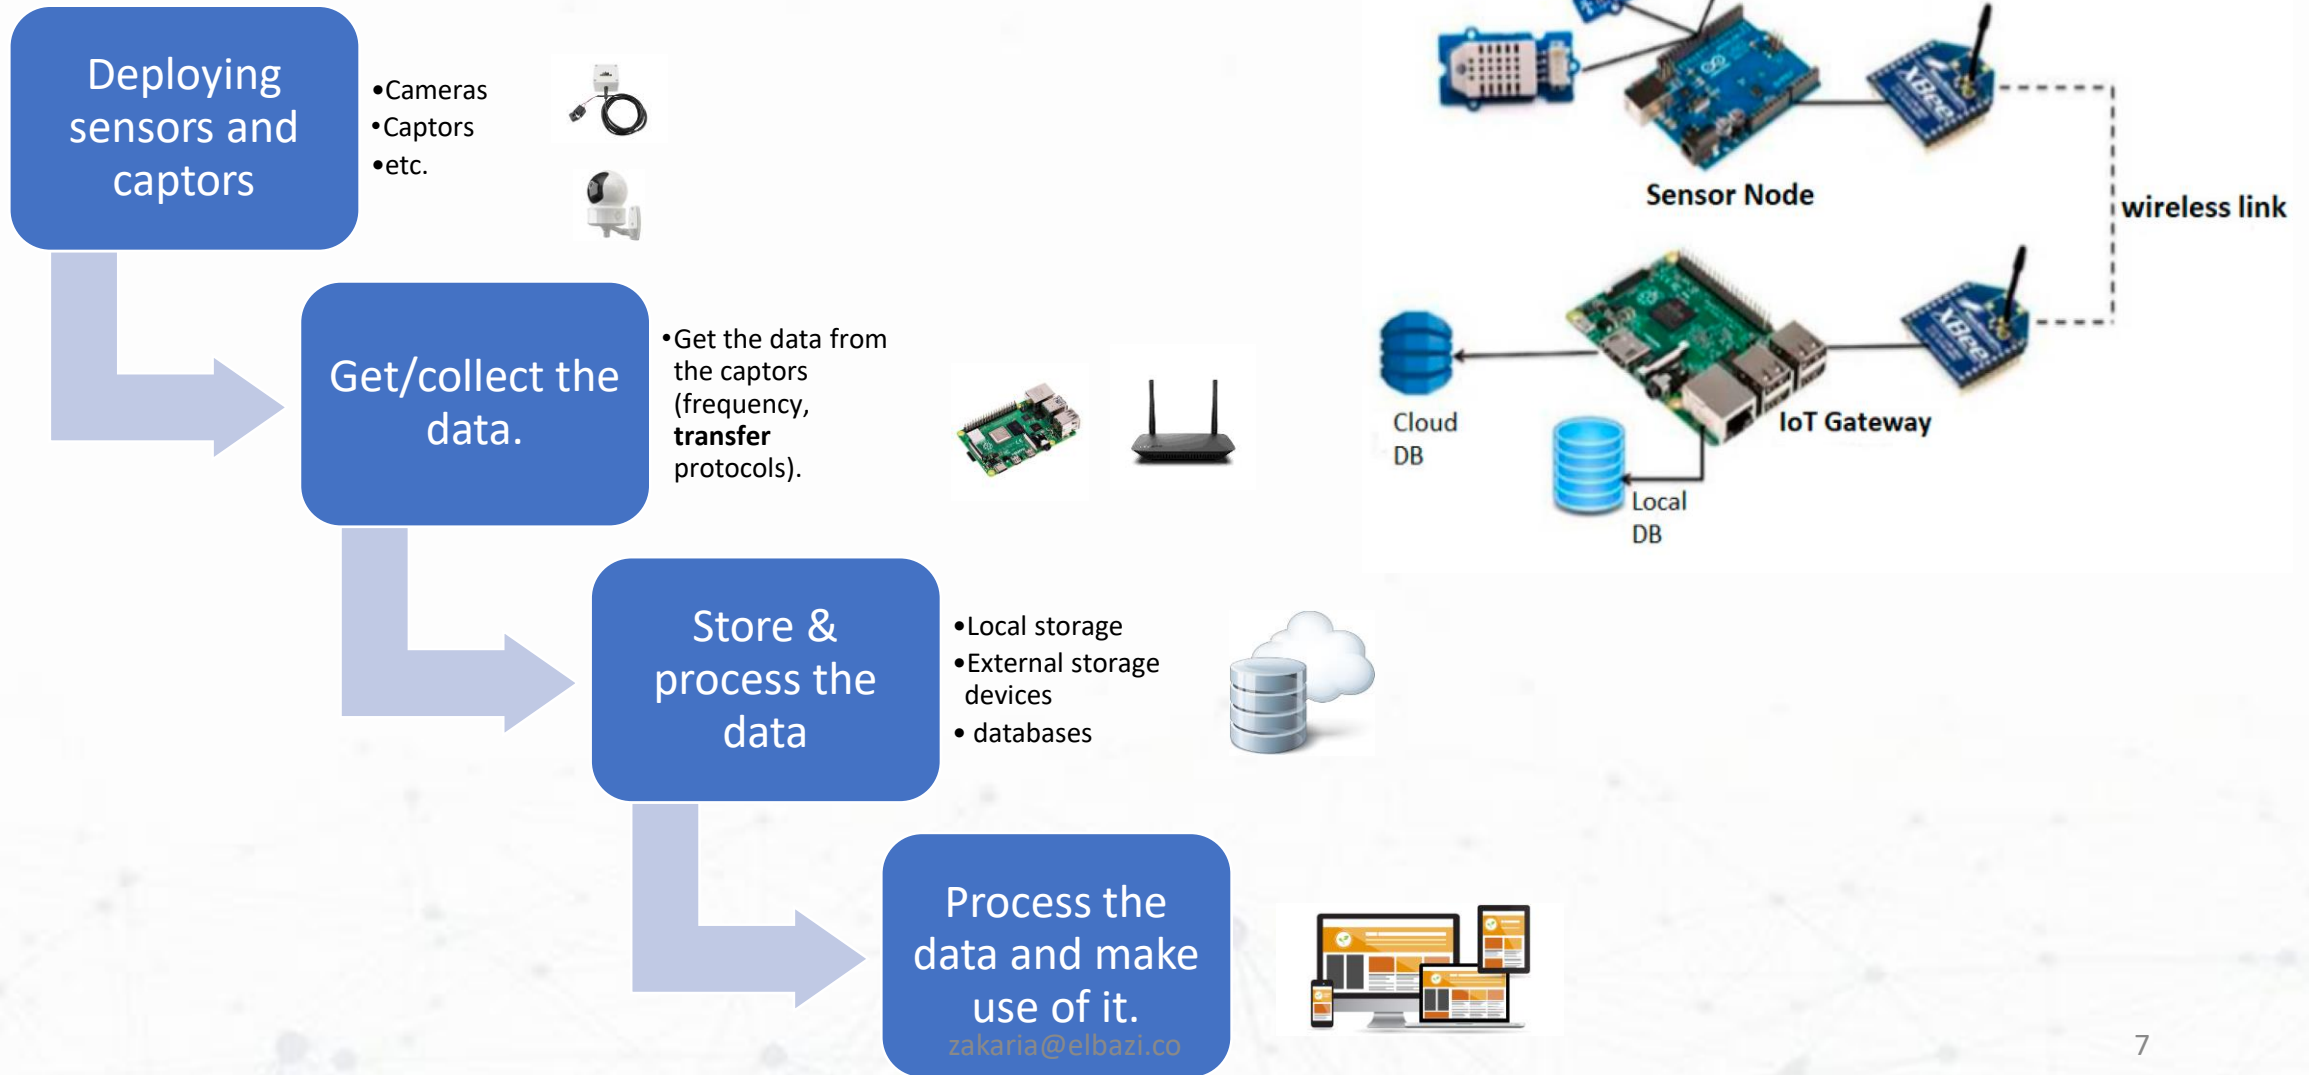 Deploying
sensors and
captors
•Cameras
•Captors
•etc.
Get/collect the
data.
•Get the data from
the captors
(frequency,
transfer
protocols).
Store &
process the
data
•Local storage
•External storage
devices
• databases
Process the
data and make
use of it.
zakaria@elbazi.co
XBee
Sensor Node
wireless link
XBee
IoT Gateway
Cloud
DB
Local
DB
7